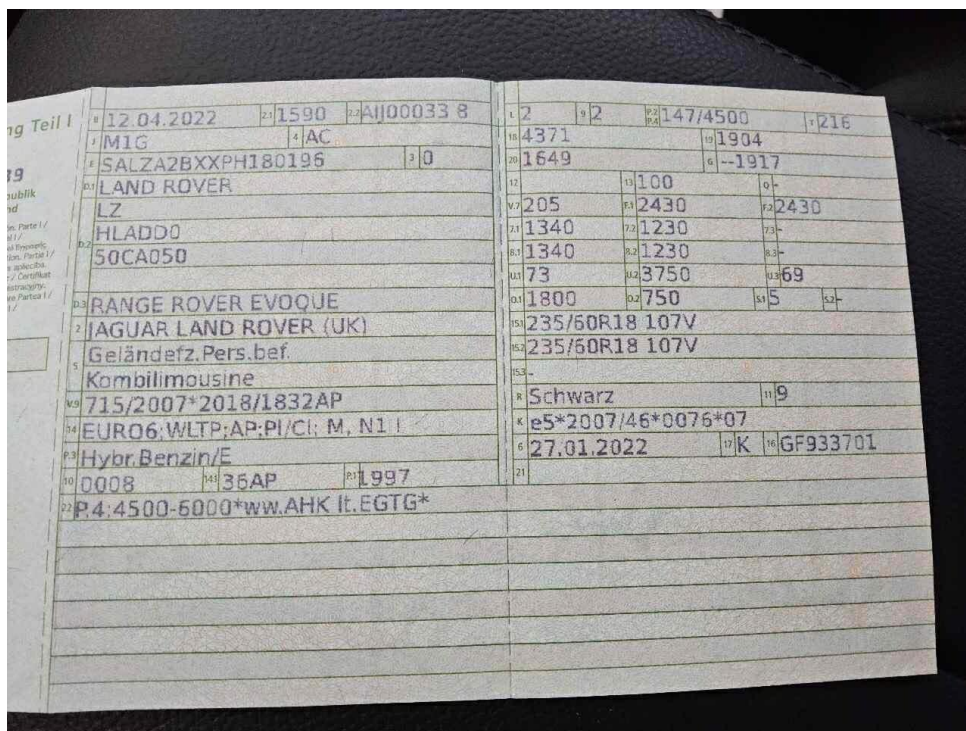 ng Teil I
B 12.04.2022 2.1 1590 2.2 AIJ00033 8
J M1G 4 AC
E SALZA2BXXPH180196 3 0
D.1 LAND ROVER
LZ
D.2 HLADD0
50CA050
D.3 RANGE ROVER EVOQUE
2 JAGUAR LAND ROVER (UK)
5 Geländefz.Pers.bef.
Kombilimousine
V.9 715/2007*2018/1832AP
14 EURO6;WLTP;AP;PI/CI; M, N1 I
P.3 Hybr.Benzin/E
10 0008 14.1 36AP P.1 1997
22 P.4:4500-6000*ww.AHK lt.EGTG*
L 2 9 2 P.2 P.4 147/4500 T 216
18 4371 19 1904
20 1649 G --1917
12 13 100 Q -
V.7 205 F.1 2430 F.2 2430
7.1 1340 7.2 1230 7.3 -
8.1 1340 8.2 1230 8.3 -
U.1 73 U.2 3750 U.3 69
O.1 1800 O.2 750 S.1 5 S.2 -
15.1 235/60R18 107V
15.2 235/60R18 107V
15.3 -
R Schwarz 11 9
K e5*2007/46*0076*07
6 27.01.2022 17 K 16 GF933701
21